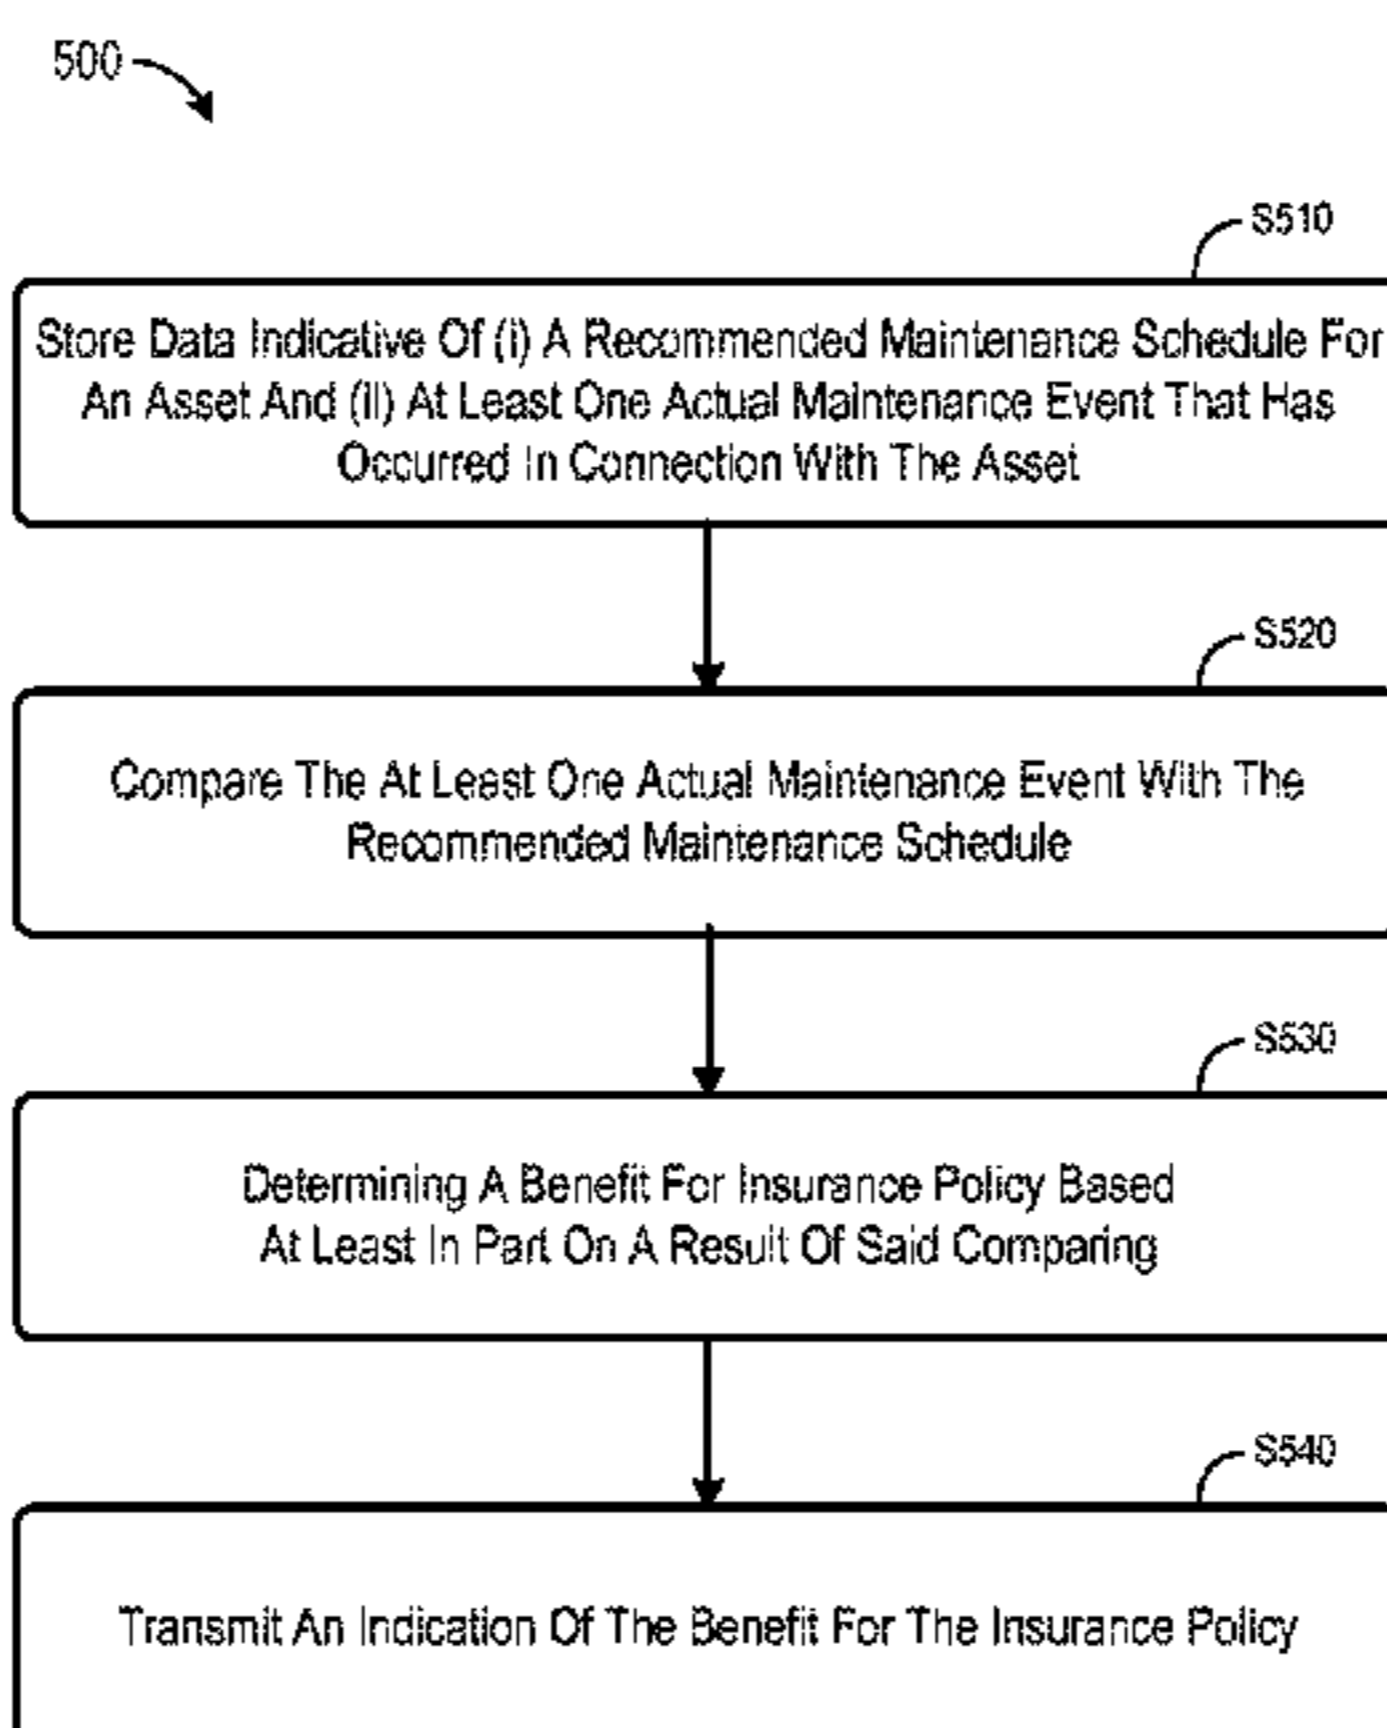 500
S510
Store Data Indicative Of (i) A Recommended Maintenance Schedule For
An Asset And (ii) At Least One Actual Maintenance Event That Has
Occurred In Connection With The Asset
S520
Compare The At Least One Actual Maintenance Event With The
Recommended Maintenance Schedule
S530
Determining A Benefit For Insurance Policy Based
At Least In Part On A Result Of Said Comparing
S540
Transmit An Indication Of The Benefit For The Insurance Policy